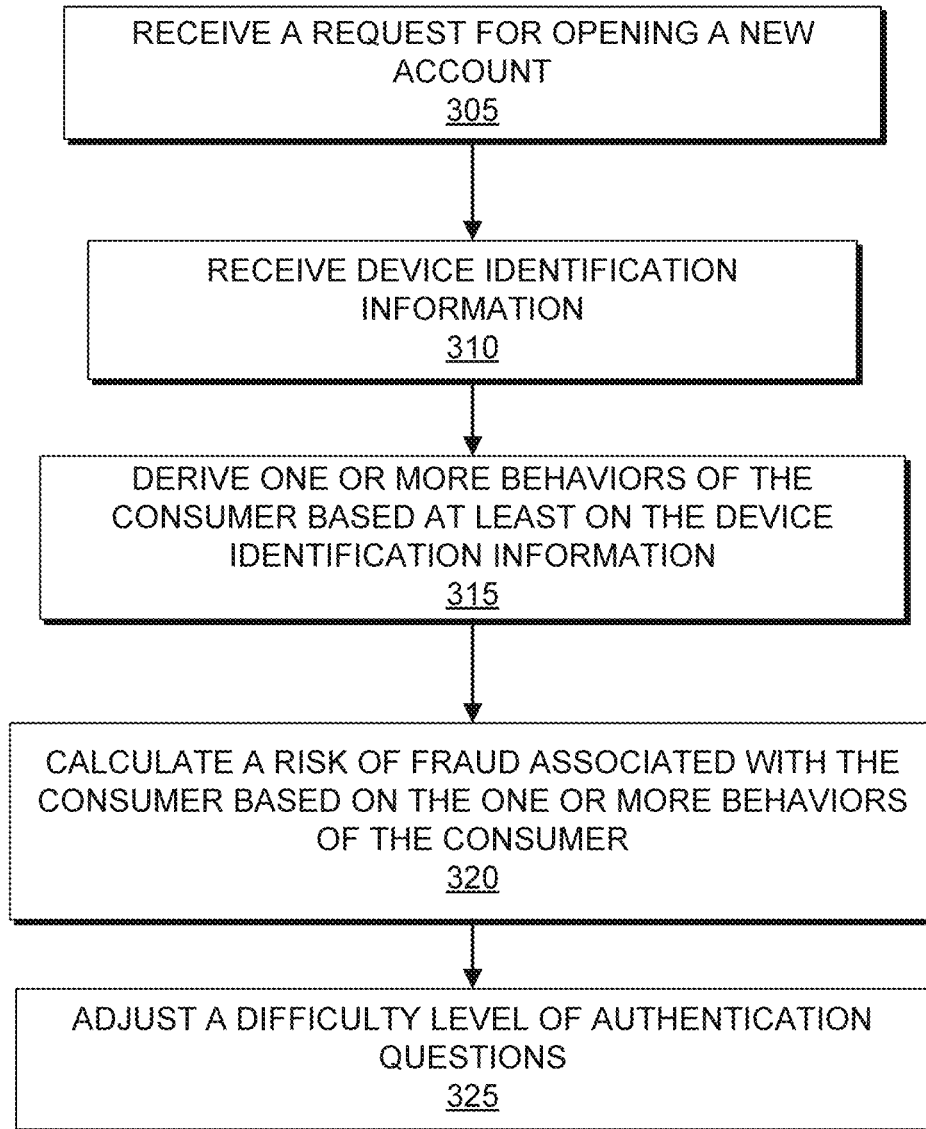 RECEIVE A REQUEST FOR OPENING A NEW
ACCOUNT
305
RECEIVE DEVICE IDENTIFICATION
INFORMATION
310
DERIVE ONE OR MORE BEHAVIORS OF THE
CONSUMER BASED AT LEAST ON THE DEVICE
IDENTIFICATION INFORMATION
315
CALCULATE A RISK OF FRAUD ASSOCIATED WITH THE
CONSUMER BASED ON THE ONE OR MORE BEHAVIORS
OF THE CONSUMER
320
ADJUST A DIFFICULTY LEVEL OF AUTHENTICATION
QUESTIONS
325